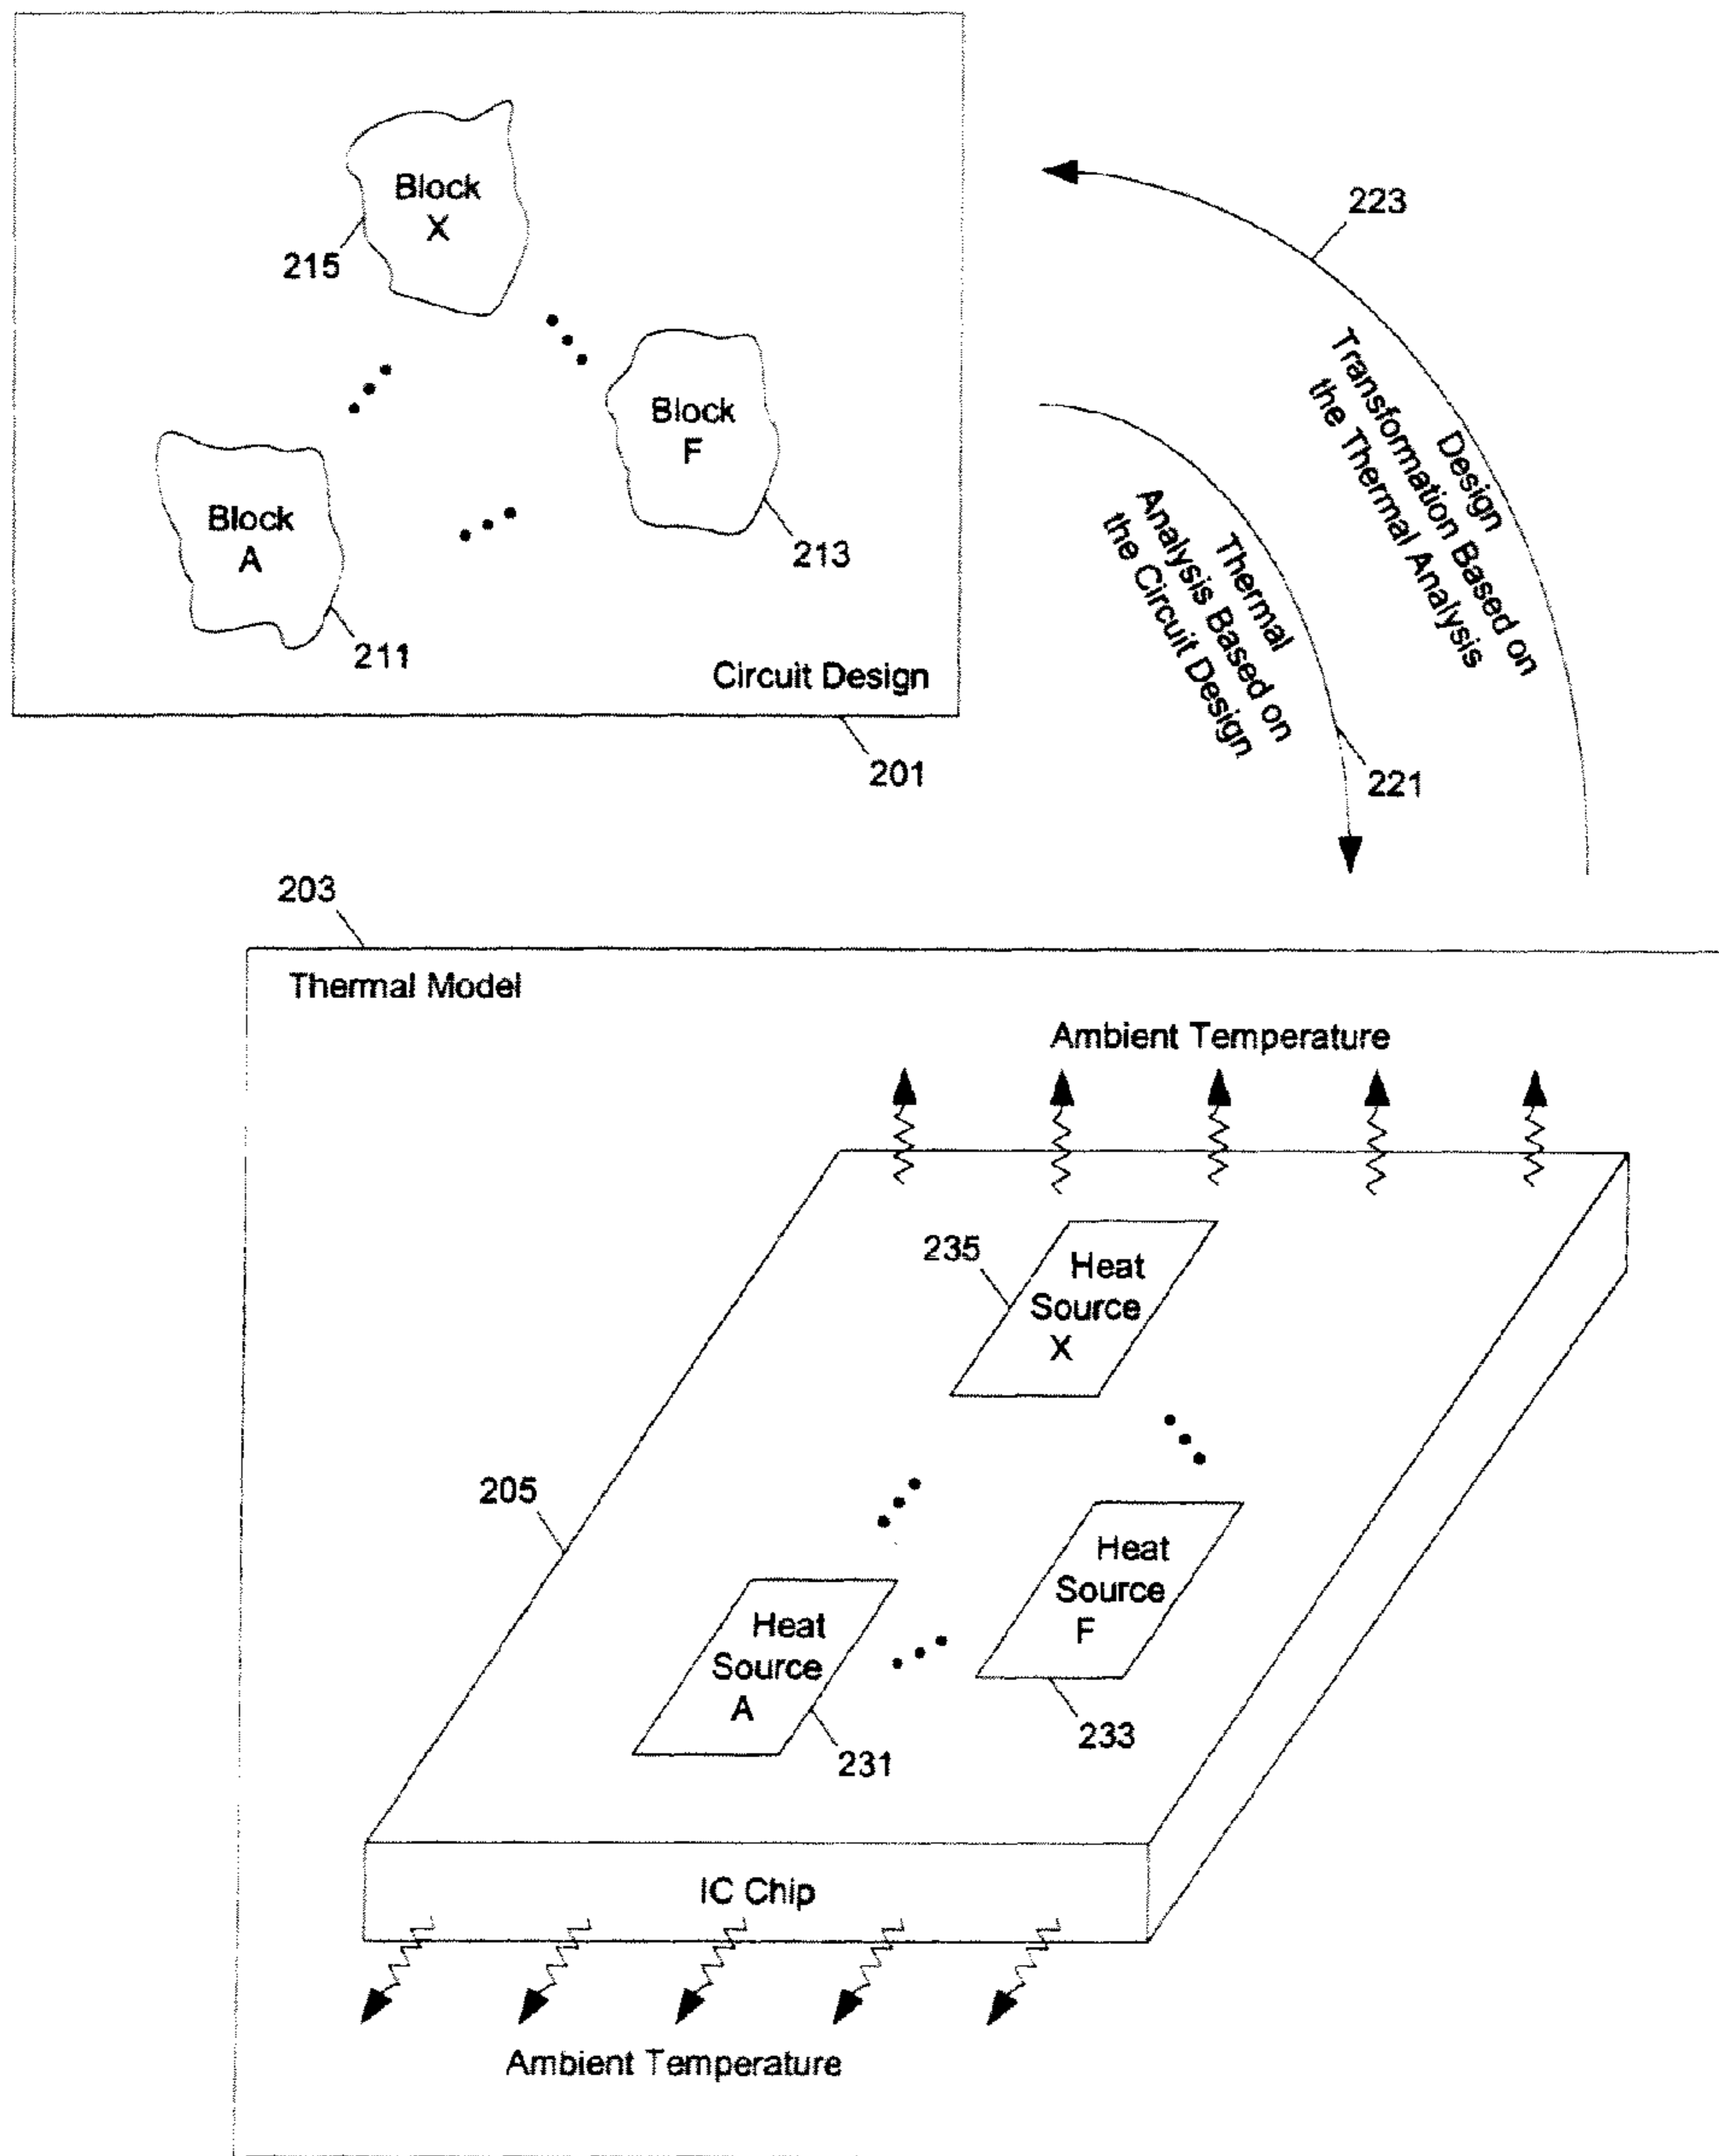 Block
X
215
Block
F
213
Block
A
211
Circuit Design
201
223
Design
Transformation Based on
the Thermal Analysis
Thermal
Analysis Based on
the Circuit Design
221
203
Thermal Model
Ambient Temperature
235
Heat
Source
X
205
Heat
Source
F
233
Heat
Source
A
231
IC Chip
Ambient Temperature